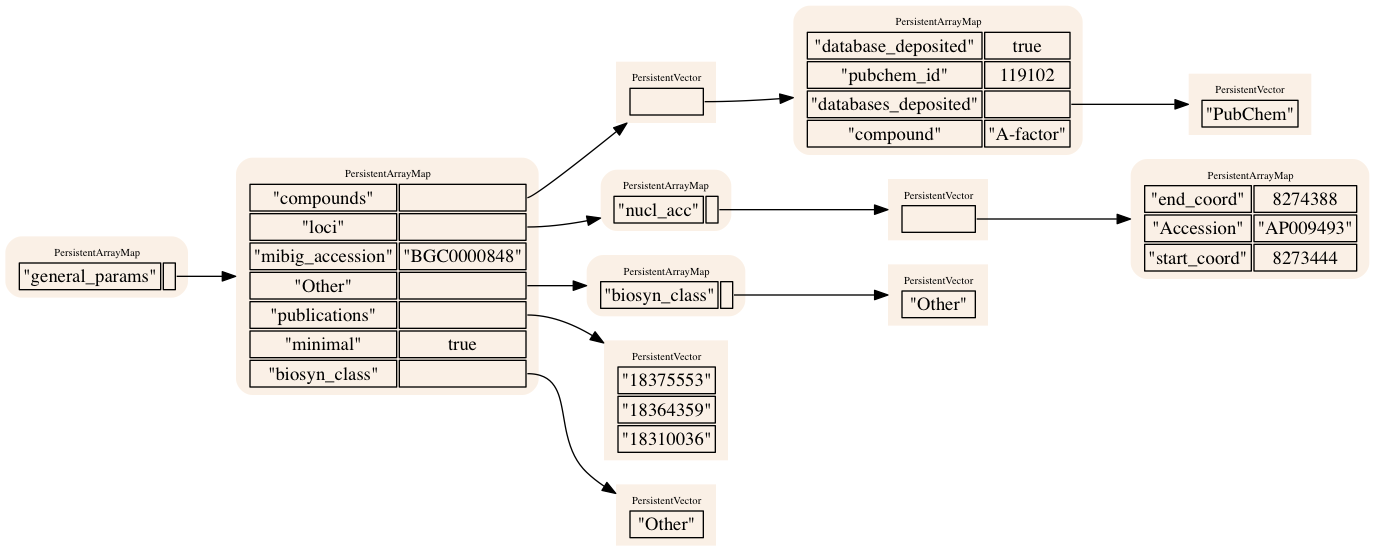 PersistentArrayMap
"general_params"
PersistentArrayMap
"compounds"
"loci"
"mibig_accession" "BGC0000848"
"Other"
"publications"
"minimal" true
"biosyn_class"
PersistentVector
PersistentArrayMap
"database_deposited" true
"pubchem_id" 119102
"databases_deposited"
"compound" "A-factor"
PersistentVector
"PubChem"
PersistentArrayMap
"nucl_acc"
PersistentVector
PersistentArrayMap
"end_coord" 8274388
"Accession" "AP009493"
"start_coord" 8273444
PersistentArrayMap
"biosyn_class"
PersistentVector
"Other"
PersistentVector
"18375553"
"18364359"
"18310036"
PersistentVector
"Other"